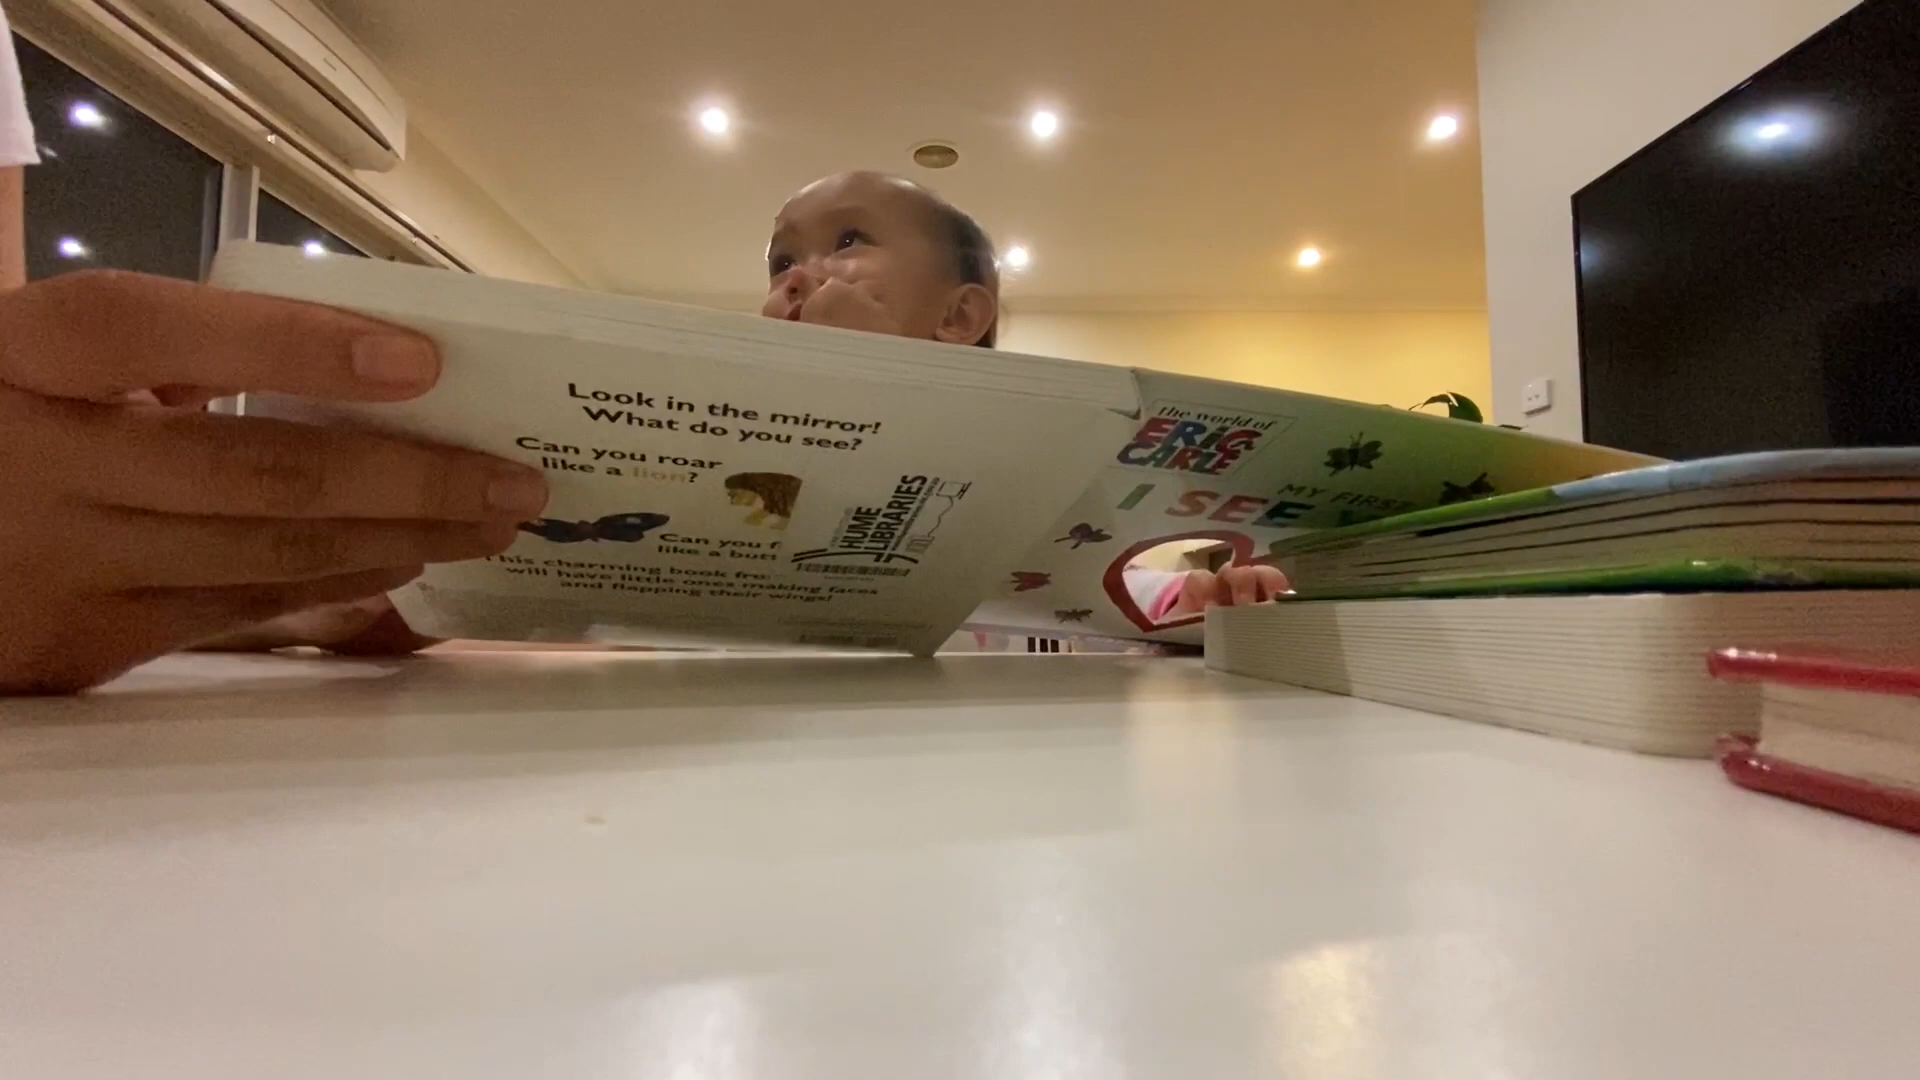 Look in the mirror!
What do you see?
Can you roar
like a lion?
Can you f
like a butt
This charming book fro
will have little ones making faces
and flapping their wings!
HUME
LIBRARIES
the world of
ERIC
CARLE
MY FIRST
I SEE